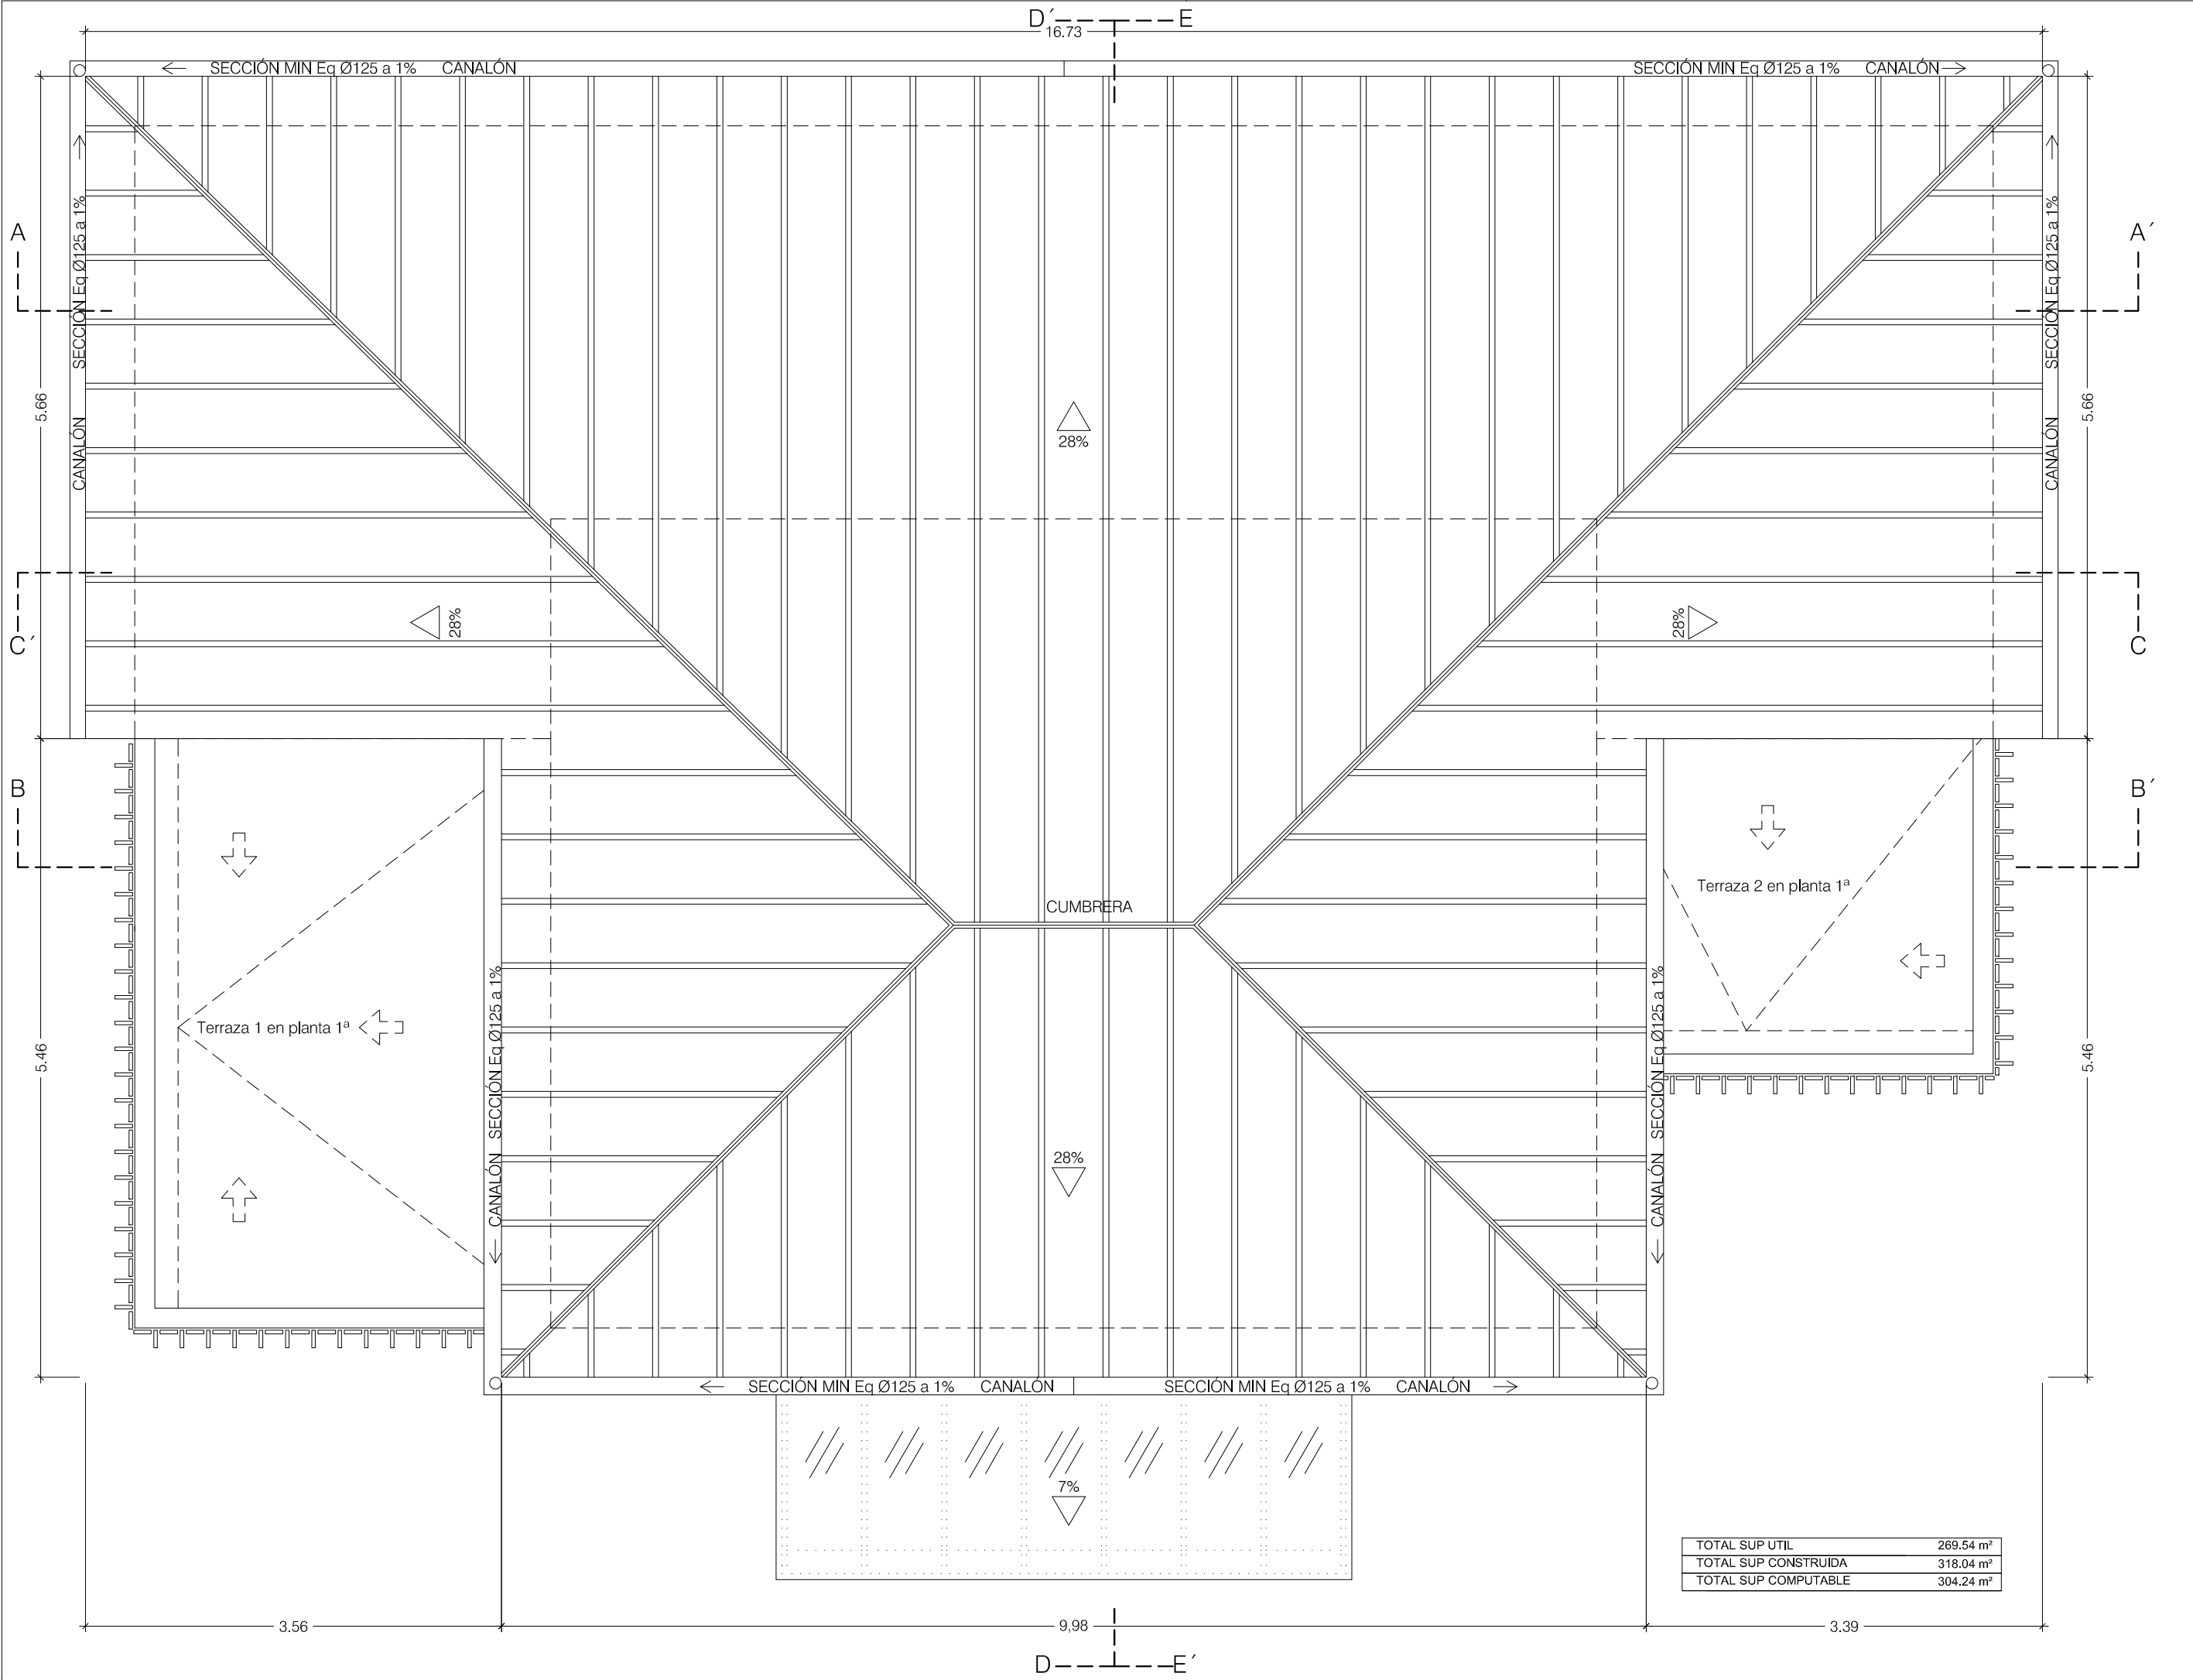 D´ E
16.73
SECCIÓN MIN Eq Ø125 a 1% CANALÓN
SECCIÓN MIN Eq Ø125 a 1% CANALÓN
A
A´
CANALÓN SECCIÓN Eq Ø125 a 1%
CANALÓN SECCIÓN Eq Ø125 a 1%
5.66
5.66
28%
28%
28%
C´
C
B
B´
CUMBRERA
Terraza 2 en planta 1ª
Terraza 1 en planta 1ª
CANALÓN SECCIÓN Eq Ø125 a 1%
CANALÓN SECCIÓN Eq Ø125 a 1%
5.46
5.46
28%
SECCIÓN MIN Eq Ø125 a 1% CANALÓN
SECCIÓN MIN Eq Ø125 a 1% CANALÓN
7%
TOTAL SUP UTIL 269.54 m²
TOTAL SUP CONSTRUIDA 318.04 m²
TOTAL SUP COMPUTABLE 304.24 m²
3.56
9,98
3.39
D E´